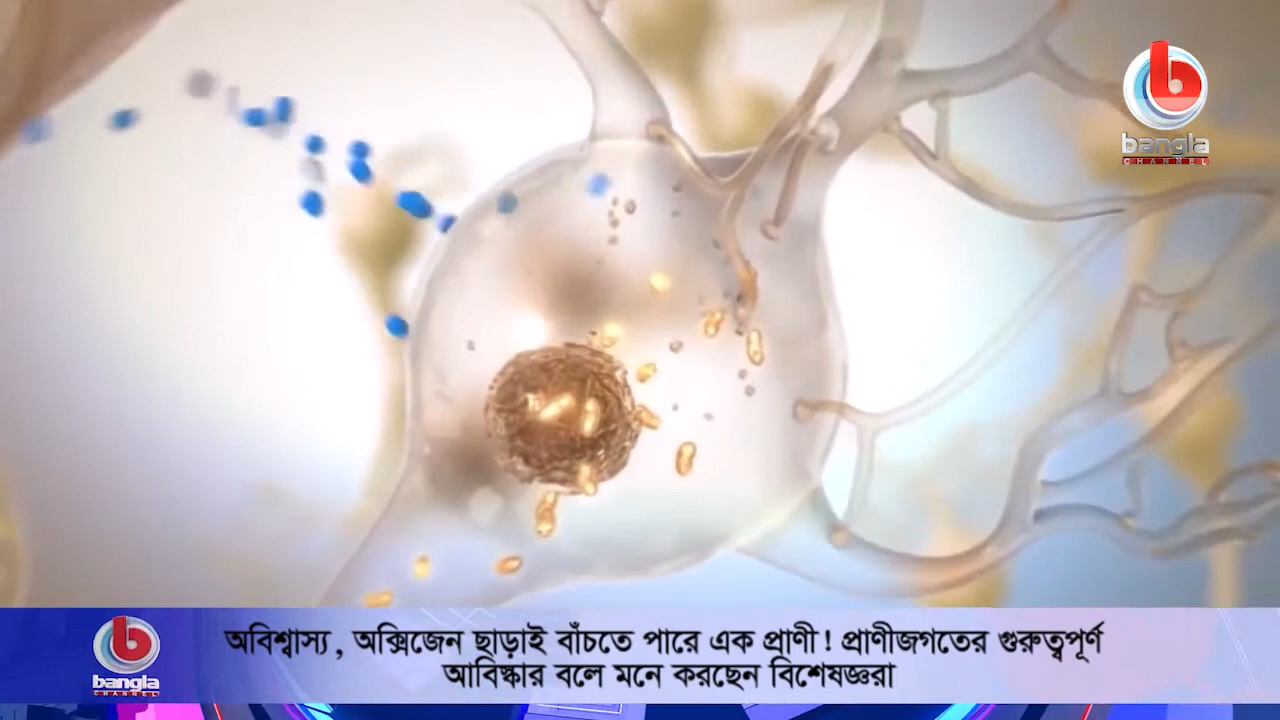 b
bangla
CHANNEL
b
bangla
CHANNEL
অবিশ্বাস্য, অক্সিজেন ছাড়াই বাঁচতে পারে এক প্রাণী! প্রাণীজগতের গুরুত্বপূর্ণ
আবিষ্কার বলে মনে করছেন বিশেষজ্ঞরা